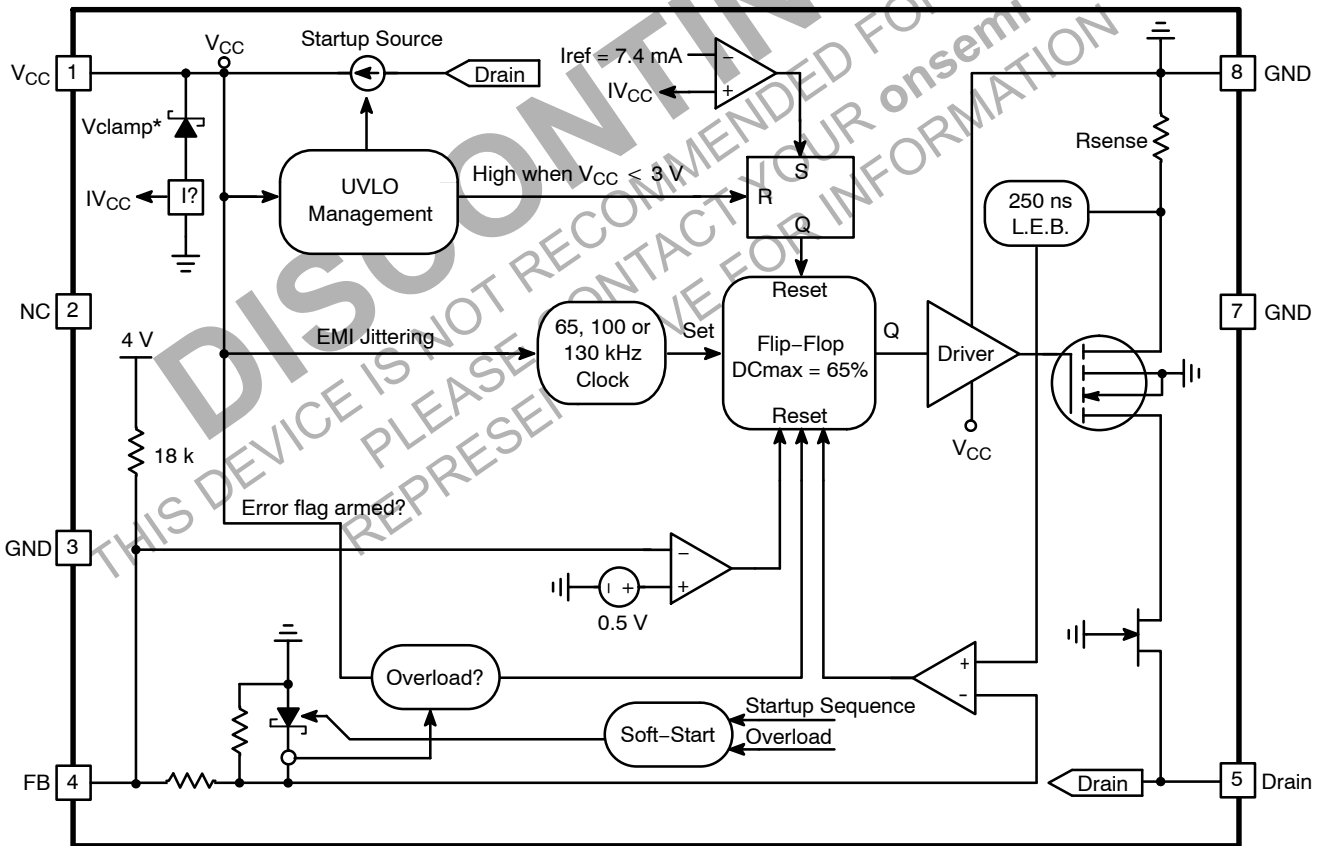 DISCONTIN
THIS DEVICE IS NOT RECOMMENDED FOR
PLEASE CONTACT YOUR onsemi
FOR INFORMATION
VCC
1
VCC
Startup Source
Drain
Iref = 7.4 mA
IVCC
−
+
8
GND
Vclamp*
Rsense
I?
IVCC
UVLO
Management
High when VCC < 3 V
S
R
Q
250 ns
L.E.B.
NC
2
7
GND
4 V
EMI Jittering
65, 100 or
130 kHz
Clock
Set
Reset
Flip−Flop
DCmax = 65%
Reset
Q
Driver
VCC
18 k
Error flag armed?
GND
3
−
+
0.5 V
Overload?
+
−
Soft−Start
Startup Sequence
Overload
FB
4
Drain
5
Drain